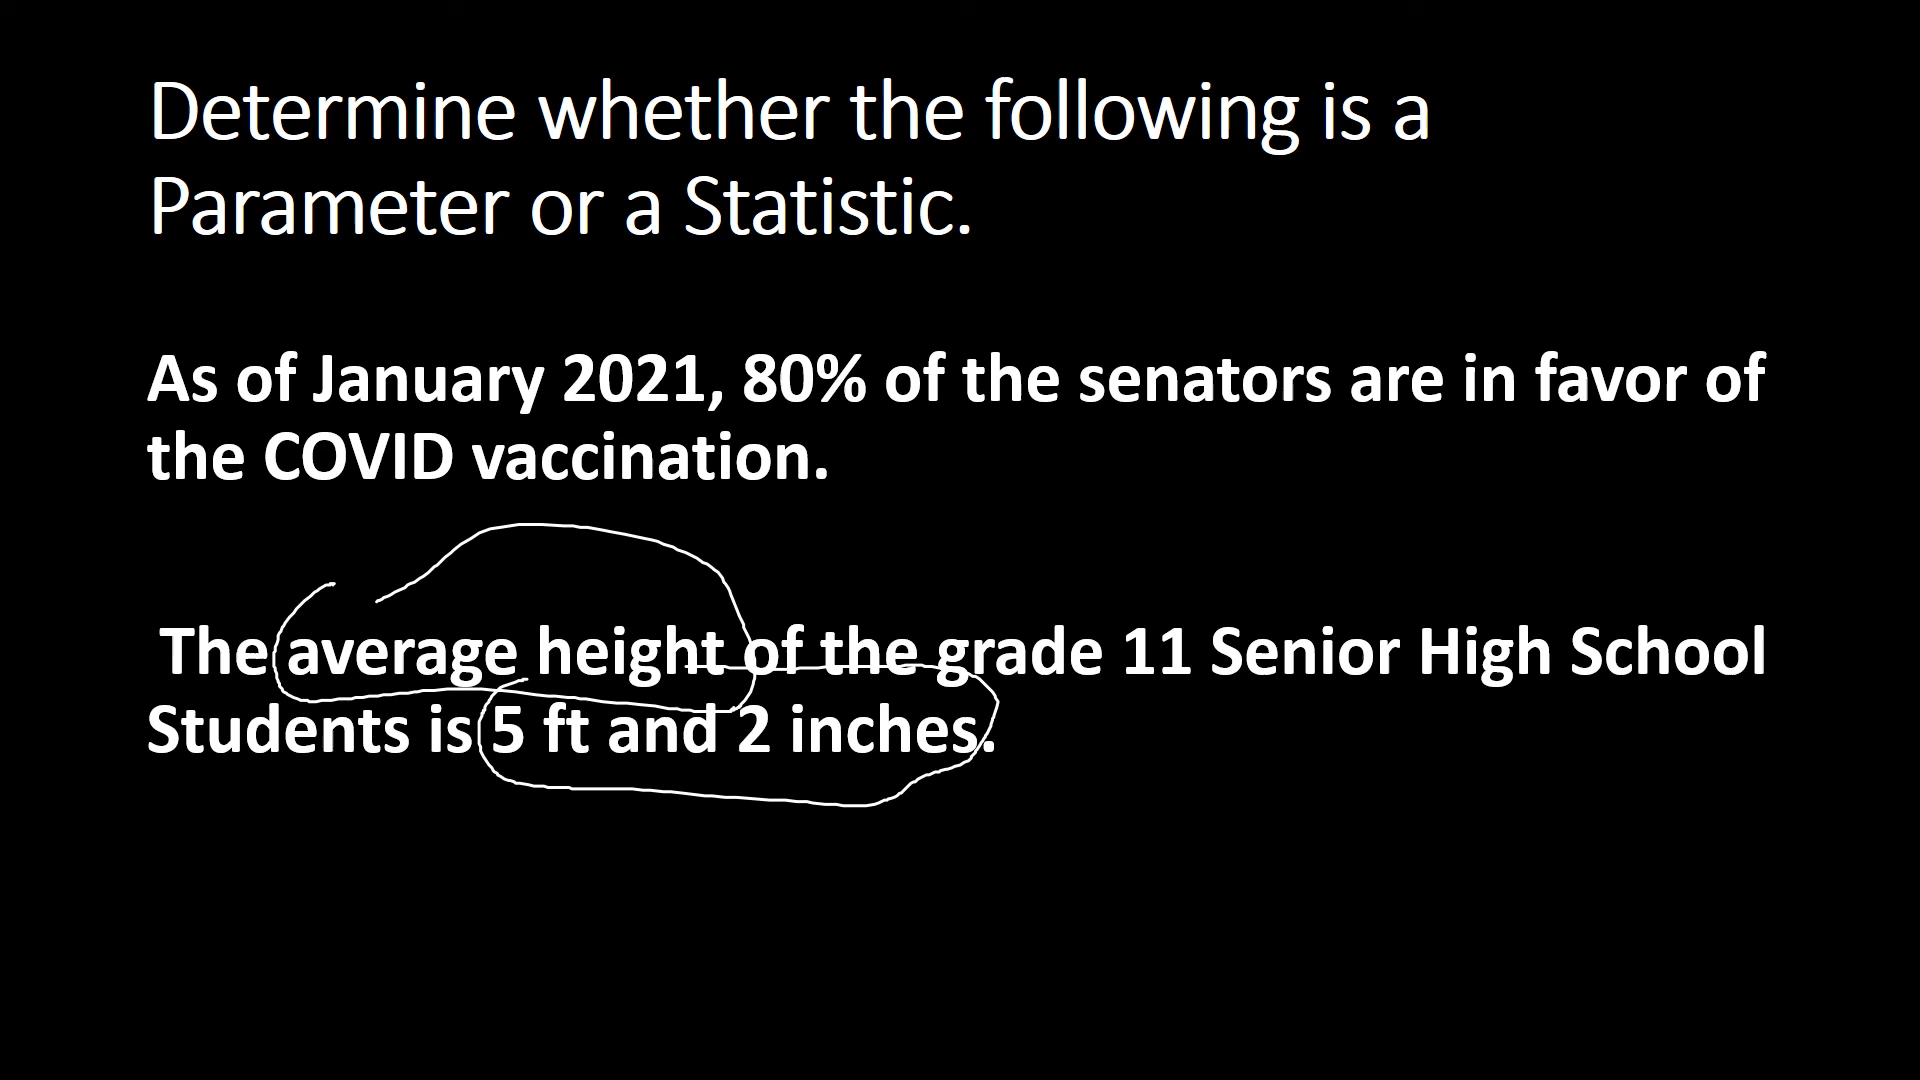 Determine whether the following is a
Parameter or a Statistic.
As of January 2021, 80% of the senators are in favor of
the COVID vaccination.
The average height of the grade 11 Senior High School
Students is 5 ft and 2 inches.